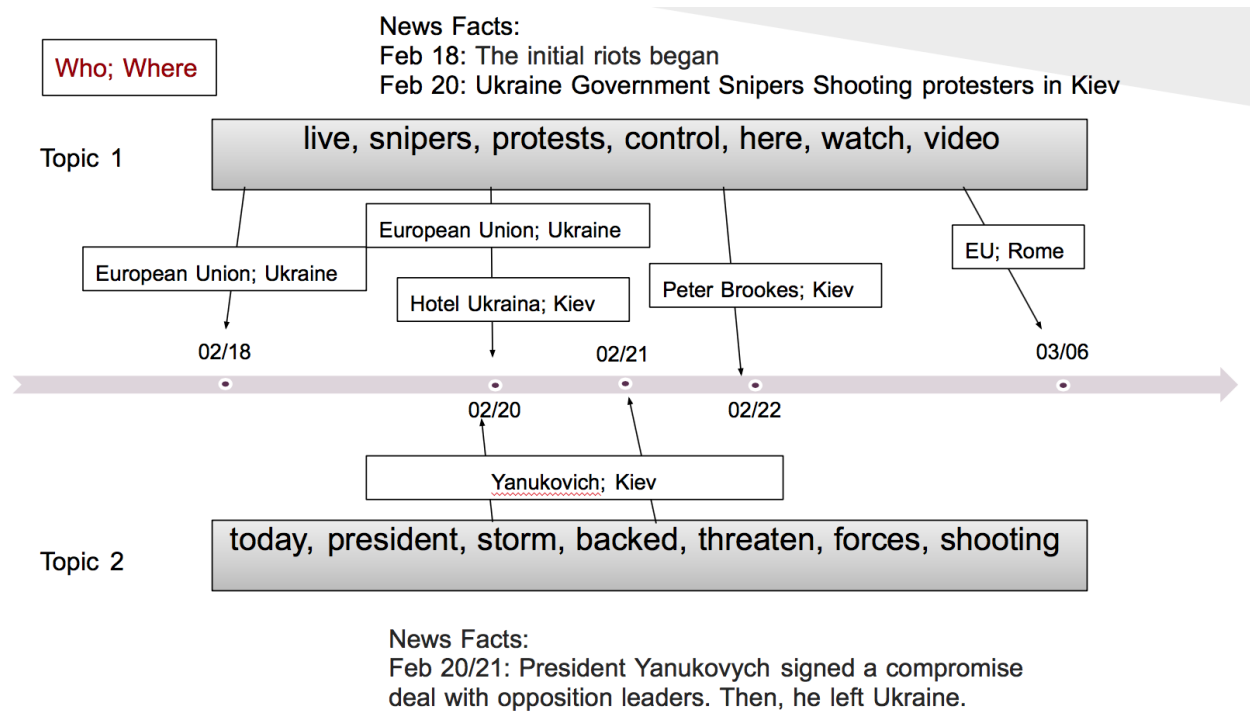 News Facts:
Who; Where
Feb 18: The initial riots began
Feb 20: Ukraine Government Snipers Shooting protesters in Kiev
Topic 1
live, snipers, protests, control, here, watch, video
European Union; Ukraine
European Union; Ukraine
EU; Rome
Hotel Ukraina; Kiev
Peter Brookes; Kiev
02/18
02/21
03/06
02/20
02/22
Yanukovich; Kiev
Topic 2
today, president, storm, backed, threaten, forces, shooting
News Facts:
Feb 20/21: President Yanukovych signed a compromise
deal with opposition leaders. Then, he left Ukraine.